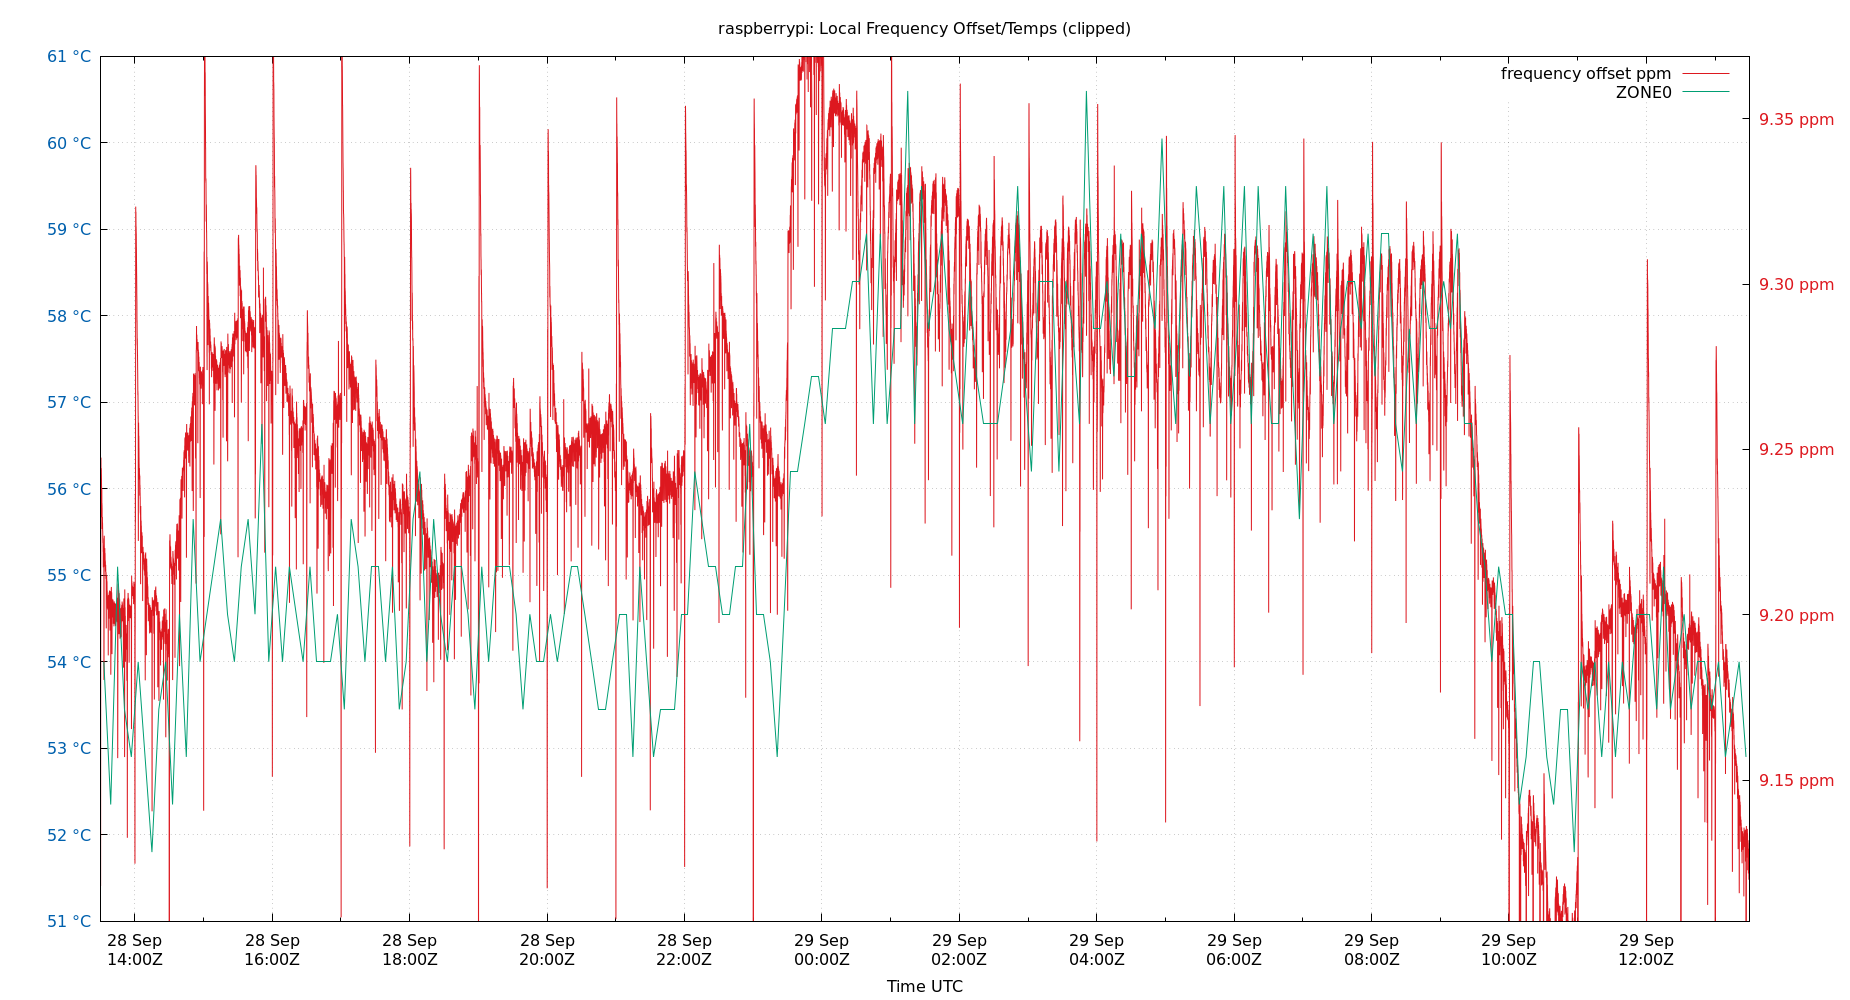 raspberrypi: Local Frequency Offset/Temps (clipped)
frequency offset ppm
ZONE0
61 °C
60 °C
59 °C
58 °C
57 °C
56 °C
55 °C
54 °C
53 °C
52 °C
51 °C
9.35 ppm
9.30 ppm
9.25 ppm
9.20 ppm
9.15 ppm
28 Sep
14:00Z
28 Sep
16:00Z
28 Sep
18:00Z
28 Sep
20:00Z
28 Sep
22:00Z
29 Sep
00:00Z
29 Sep
02:00Z
29 Sep
04:00Z
29 Sep
06:00Z
29 Sep
08:00Z
29 Sep
10:00Z
29 Sep
12:00Z
Time UTC